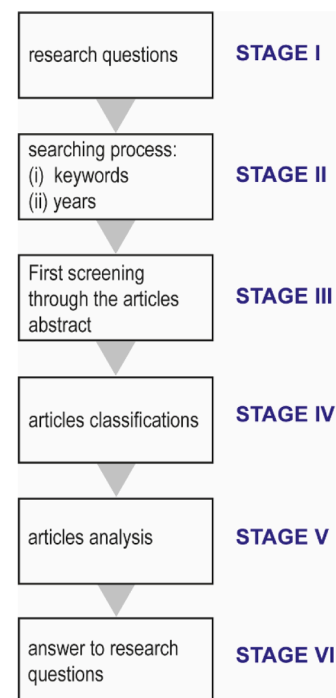 research questions
STAGE I
searching process:
(i) keywords
(ii) years
STAGE II
First screening
through the articles
abstract
STAGE III
articles classifications
STAGE IV
articles analysis
STAGE V
answer to research
questions
STAGE VI